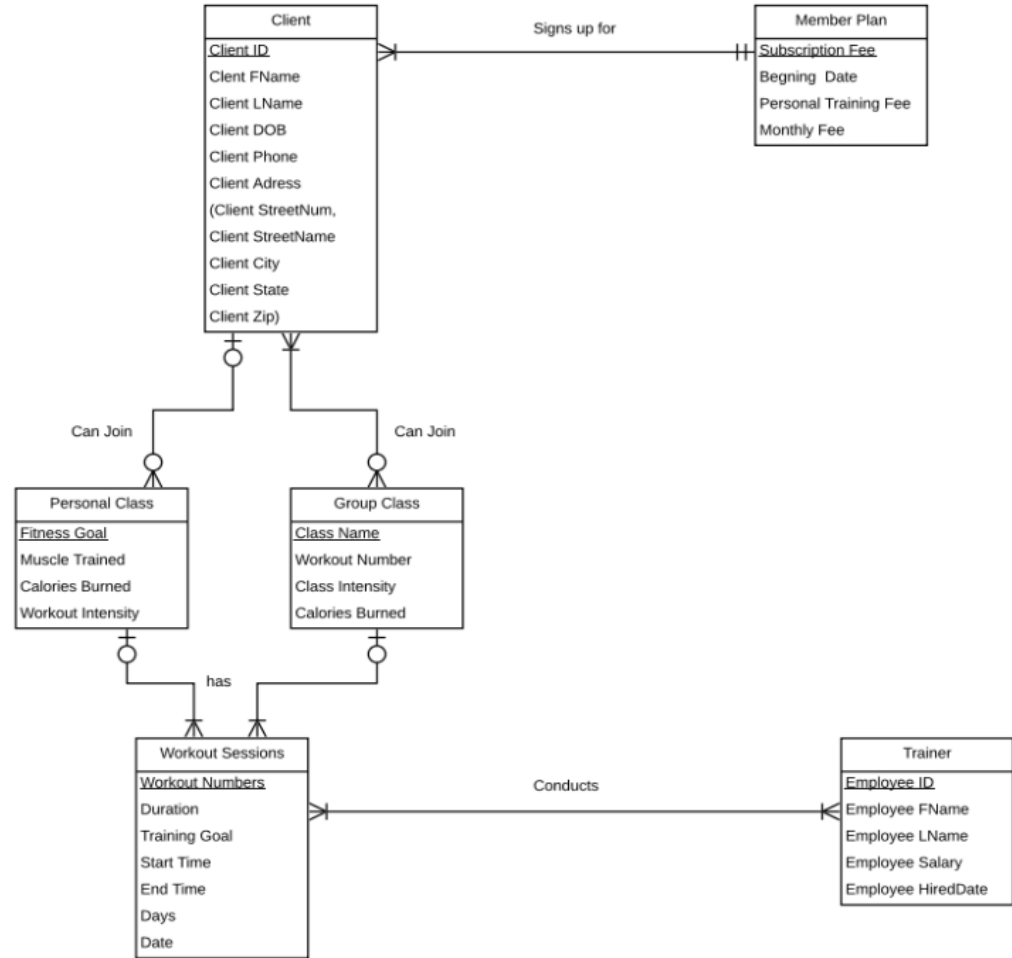 Client
Client ID
Clent FName
Client LName
Client DOB
Client Phone
Client Adress
(Client StreetNum,
Client StreetName
Client City
Client State
Client Zip)
Signs up for
Member Plan
Subscription Fee
Begning Date
Personal Training Fee
Monthly Fee
Can Join
Can Join
Personal Class
Fitness Goal
Muscle Trained
Calories Burned
Workout Intensity
Group Class
Class Name
Workout Number
Class Intensity
Calories Burned
has
Workout Sessions
Workout Numbers
Duration
Training Goal
Start Time
End Time
Days
Date
Conducts
Trainer
Employee ID
Employee FName
Employee LName
Employee Salary
Employee HiredDate